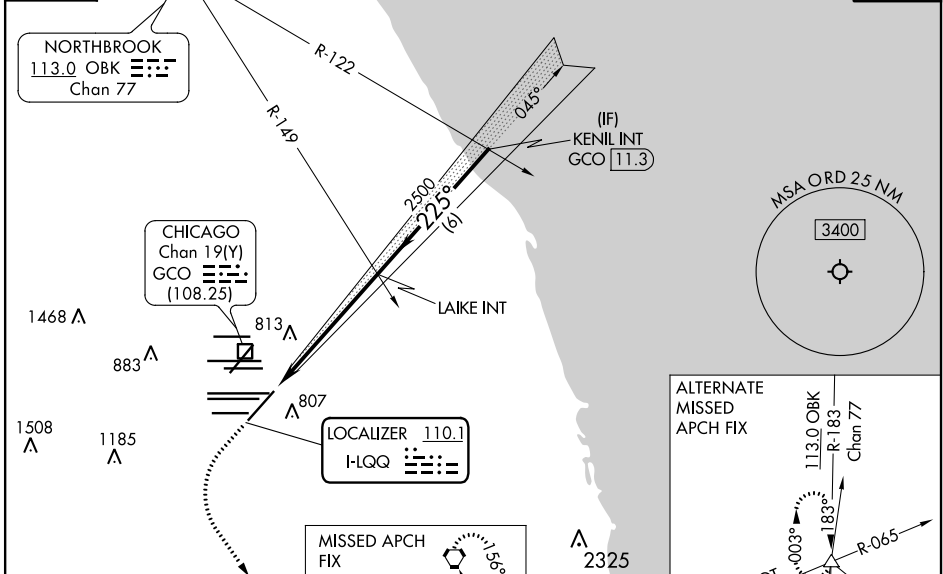 NORTHBROOK
113.0 OBK
Chan 77
R-122
R-149
045°
(IF)
KENIL INT
GCO 11.3
2500
225°
(6)
MSA ORD 25 NM
3400
CHICAGO
Chan 19(Y)
GCO
(108.25)
LAIKE INT
1468
813
883
807
1508
1185
LOCALIZER 110.1
I-LQQ
ALTERNATE
MISSED
APCH FIX
113.0 OBK
R-183
Chan 77
183°
003°
R-065
MISSED APCH
FIX
156°
2325